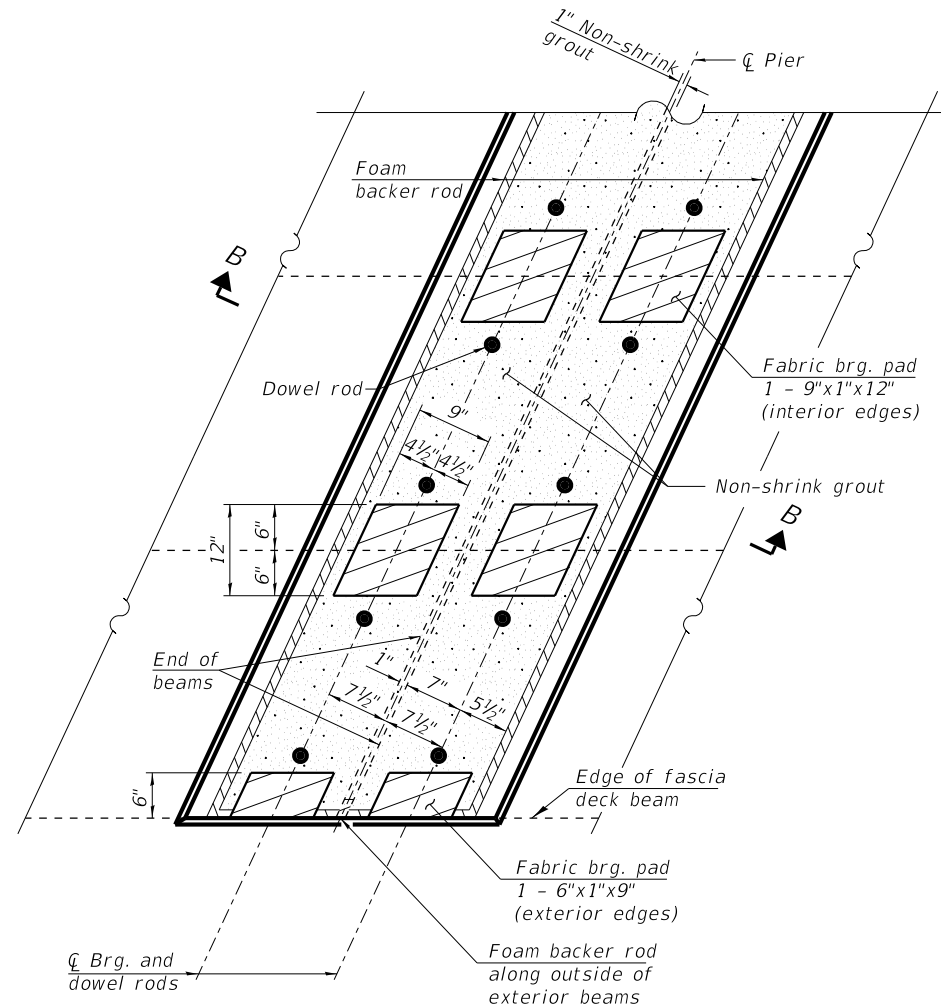 1" Non-shrink
grout
℄ Pier
Foam
backer rod
B
Dowel rod
Fabric brg. pad
1 - 9"x1"x12"
(interior edges)
9"
4½"
4½"
Non-shrink grout
B
12"
6"
6"
End of
beams
1"
7"
7½"
7½"
5½"
6"
Edge of fascia
deck beam
Fabric brg. pad
1 - 6"x1"x9"
(exterior edges)
℄ Brg. and
dowel rods
Foam backer rod
along outside of
exterior beams